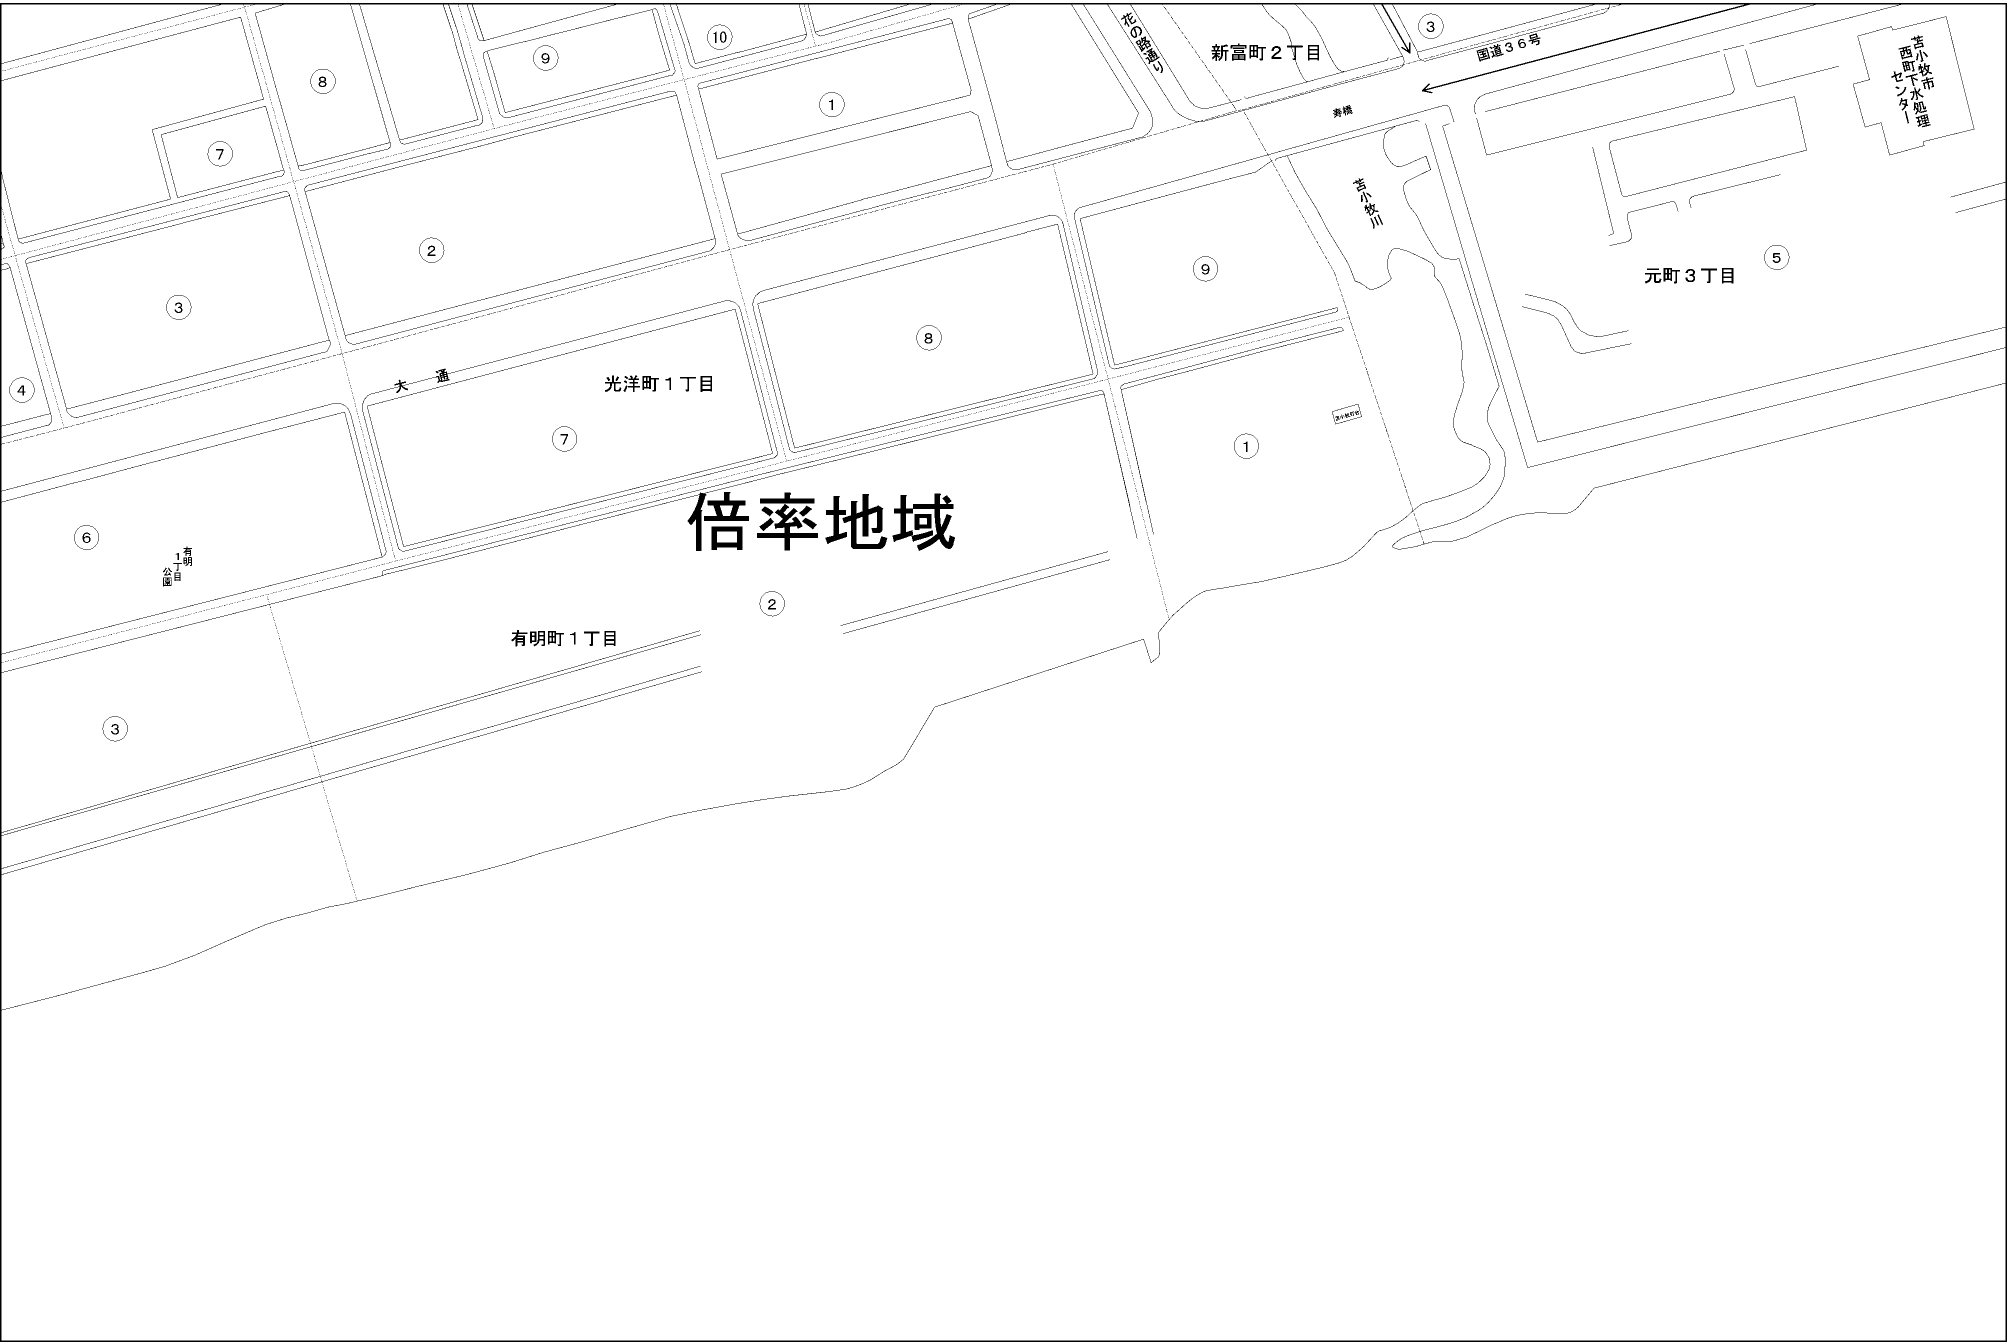 ⑩
③
花の路通り
新富町２丁目
国道３６号
苫小牧市
西町下水処理
センター
⑧
⑨
①
寿橋
⑦
苫小牧川
②
⑨
元町３丁目
⑤
③
⑧
④
大通
光洋町１丁目
⑦
①
倍率地域
⑥
有明
１丁目
公園
②
有明町１丁目
③